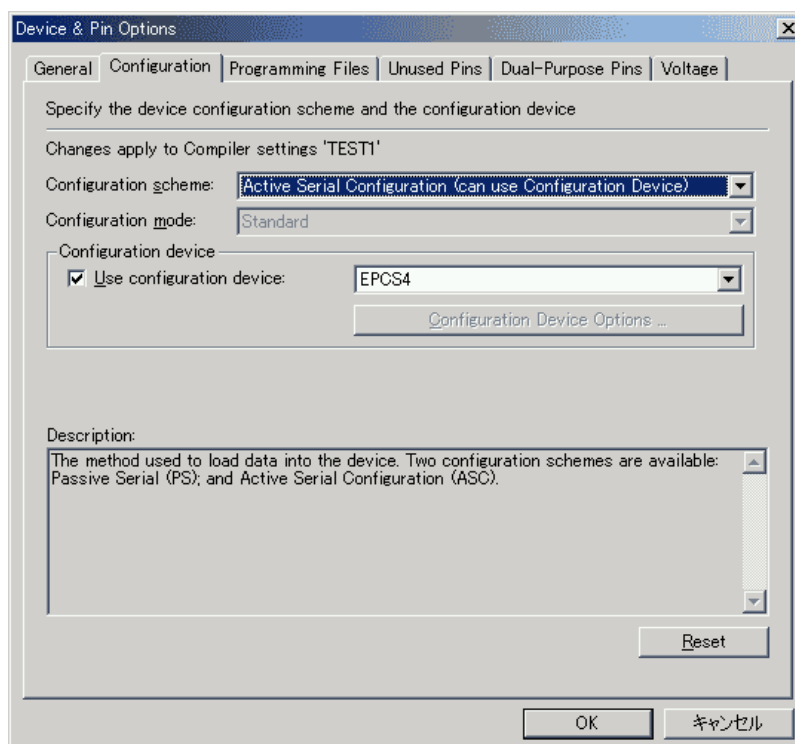 Device & Pin Options
General Configuration Programming Files Unused Pins Dual-Purpose Pins Voltage
Specify the device configuration scheme and the configuration device
Changes apply to Compiler settings 'TEST1'
Configuration scheme: Active Serial Configuration (can use Configuration Device)
Configuration mode: Standard
Configuration device
Use configuration device: EPCS4
Configuration Device Options ...
Description:
The method used to load data into the device. Two configuration schemes are available:
Passive Serial (PS); and Active Serial Configuration (ASC).
Reset
OK キャンセル